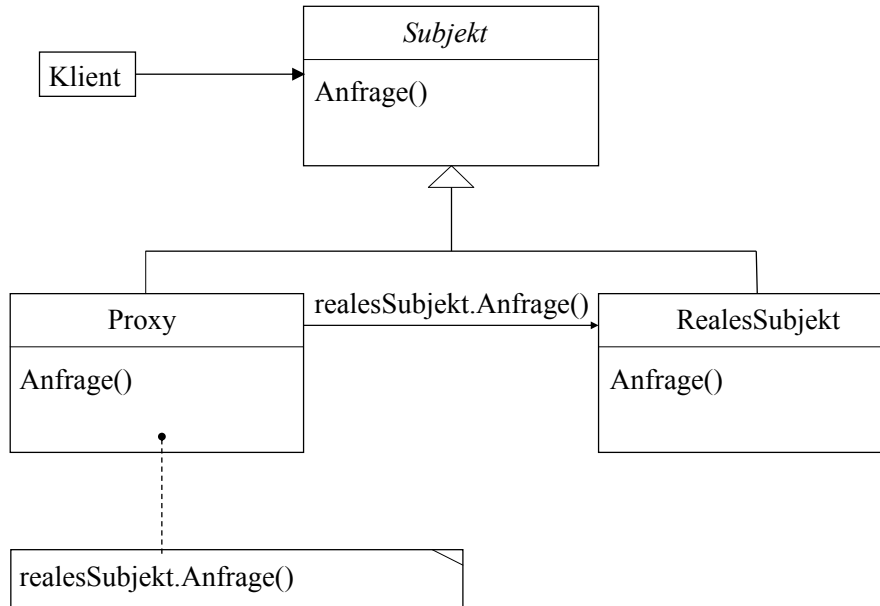 Subjekt
Klient
Anfrage()
Proxy
realesSubjekt.Anfrage()
RealesSubjekt
Anfrage()
Anfrage()
realesSubjekt.Anfrage()